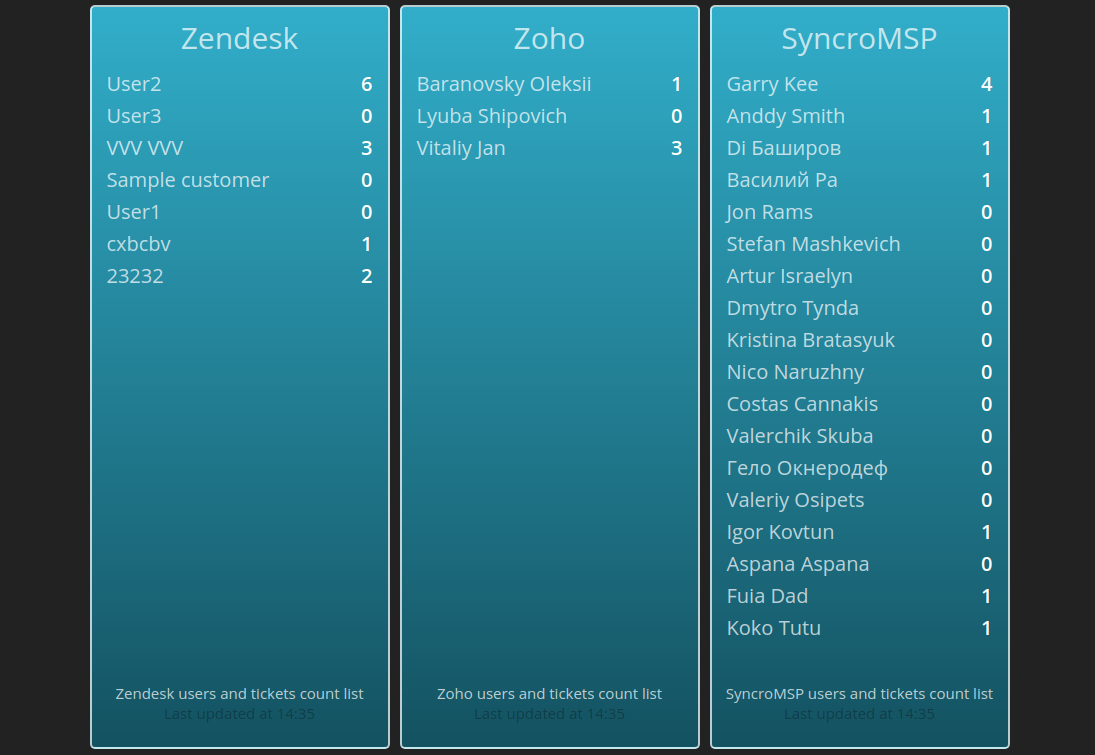 Zendesk
User2 6
User3 0
VVV VVV 3
Sample customer 0
User1 0
cxbcbv 1
23232 2
Zendesk users and tickets count list
Last updated at 14:35
Zoho
Baranovsky Oleksii 1
Lyuba Shipovich 0
Vitaliy Jan 3
Zoho users and tickets count list
Last updated at 14:35
SyncroMSP
Garry Kee 4
Anddy Smith 1
Di Баширов 1
Василий Ра 1
Jon Rams 0
Stefan Mashkevich 0
Artur Israelyn 0
Dmytro Tynda 0
Kristina Bratasyuk 0
Nico Naruzhny 0
Costas Cannakis 0
Valerchik Skuba 0
Гело Окнеродеф 0
Valeriy Osipets 0
Igor Kovtun 1
Aspana Aspana 0
Fuia Dad 1
Koko Tutu 1
SyncroMSP users and tickets count list
Last updated at 14:35